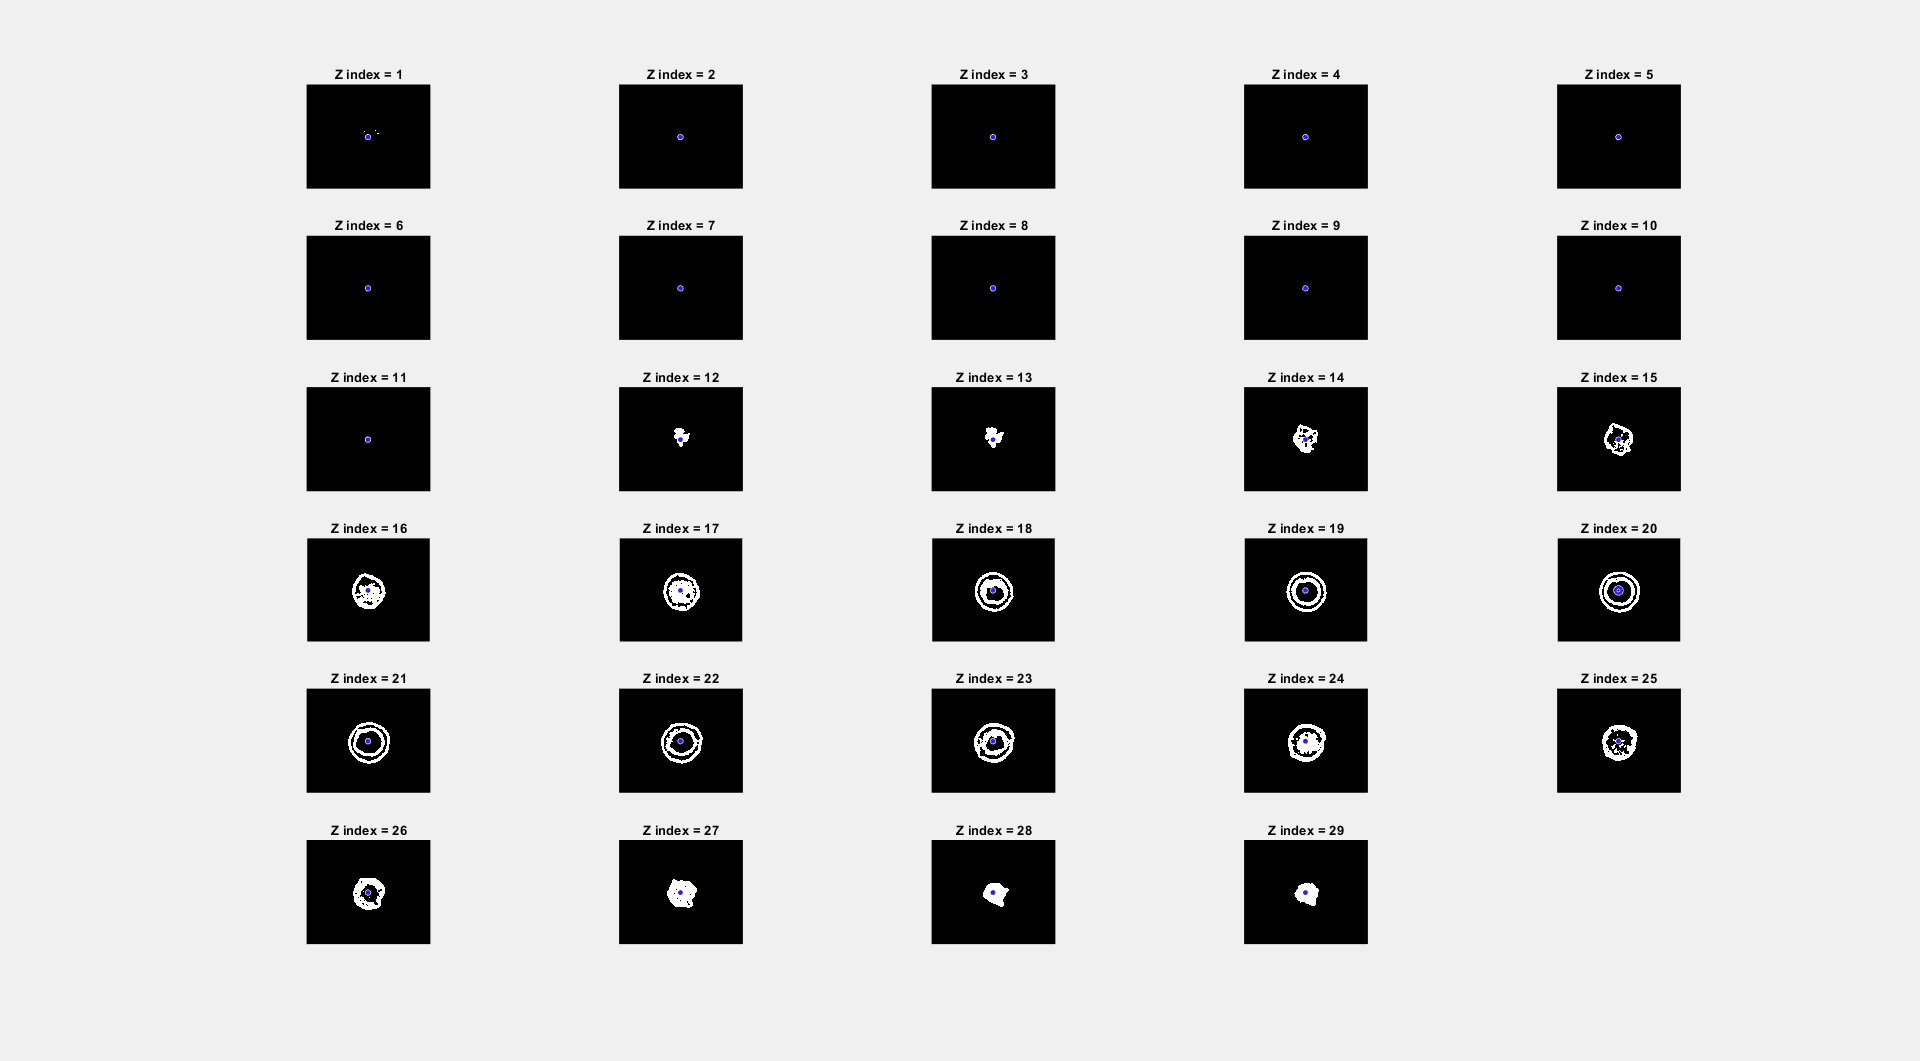 Z index = 1
Z index = 2
Z index = 3
Z index = 4
Z index = 5
Z index = 6
Z index = 7
Z index = 8
Z index = 9
Z index = 10
Z index = 11
Z index = 12
Z index = 13
Z index = 14
Z index = 15
Z index = 16
Z index = 17
Z index = 18
Z index = 19
Z index = 20
Z index = 21
Z index = 22
Z index = 23
Z index = 24
Z index = 25
Z index = 26
Z index = 27
Z index = 28
Z index = 29